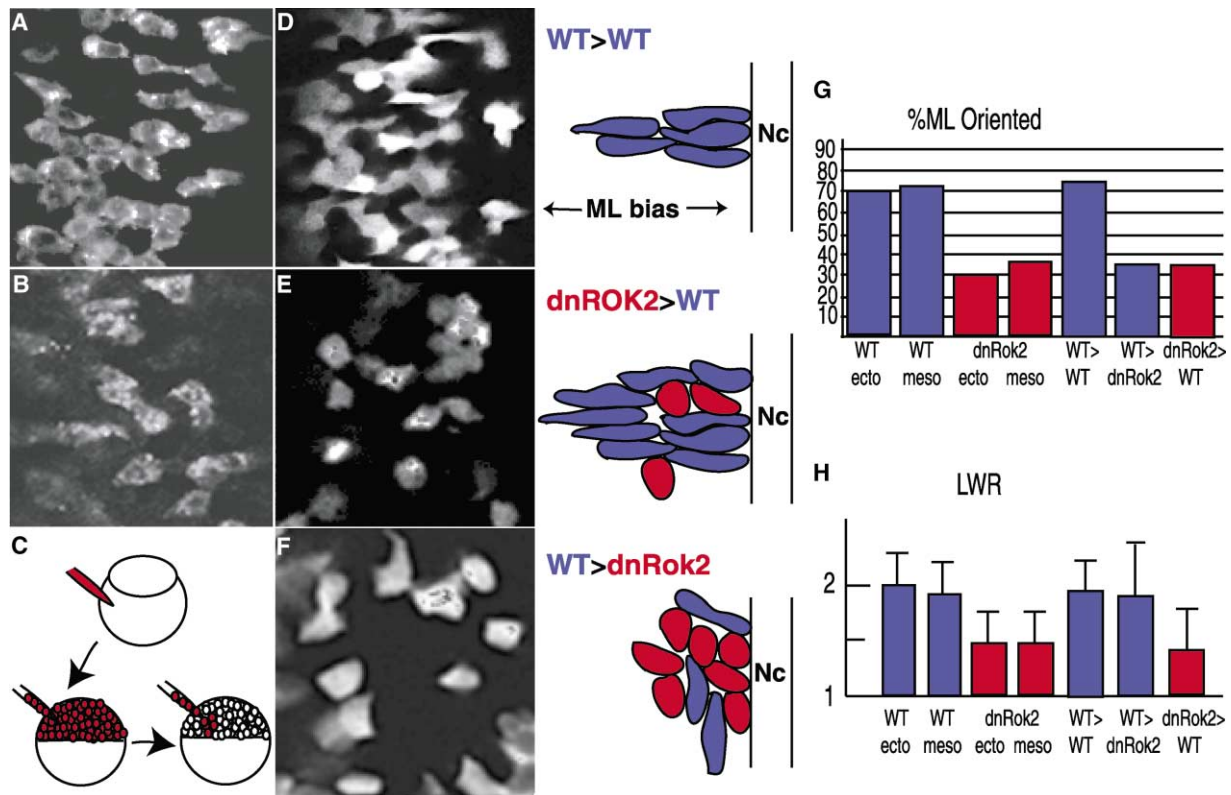 A
D
WT>WT
Nc
← ML bias →
B
E
dnROK2>WT
Nc
C
F
WT>dnRok2
Nc
G
%ML Oriented
90
80
70
60
50
40
30
20
10
WT WT dnRok2 WT> WT> dnRok2>
ecto meso ecto meso WT dnRok2 WT
H
LWR
2
1
WT WT dnRok2 WT> WT> dnRok2>
ecto meso ecto meso WT dnRok2 WT